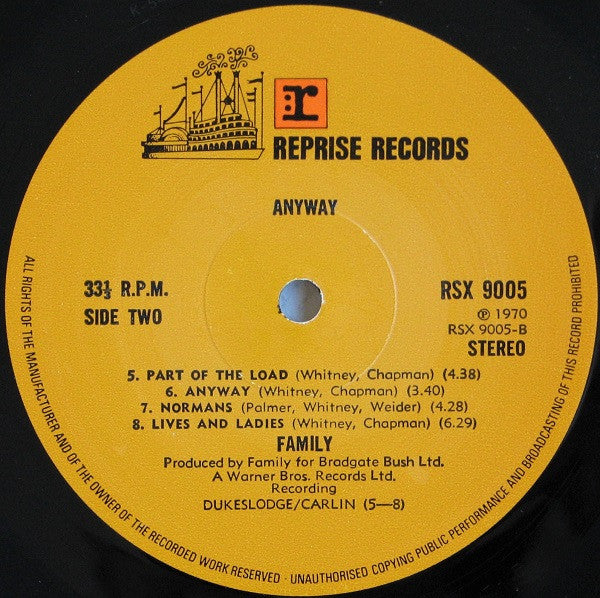 r
REPRISE RECORDS
ANYWAY
33⅓ R.P.M.
SIDE TWO
RSX 9005
℗ 1970
RSX 9005-B
STEREO
5. PART OF THE LOAD (Whitney, Chapman) (4.38)
6. ANYWAY (Whitney, Chapman) (3.40)
7. NORMANS (Palmer, Whitney, Weider) (4.28)
8. LIVES AND LADIES (Whitney, Chapman) (6.29)
FAMILY
Produced by Family for Bradgate Bush Ltd.
A Warner Bros. Records Ltd.
Recording
DUKESLODGE/CARLIN (5—8)
ALL RIGHTS OF THE MANUFACTURER AND OF THE OWNER OF THE RECORDED WORK RESERVED - UNAUTHORISED COPYING PUBLIC PERFORMANCE AND BROADCASTING OF THIS RECORD PROHIBITED